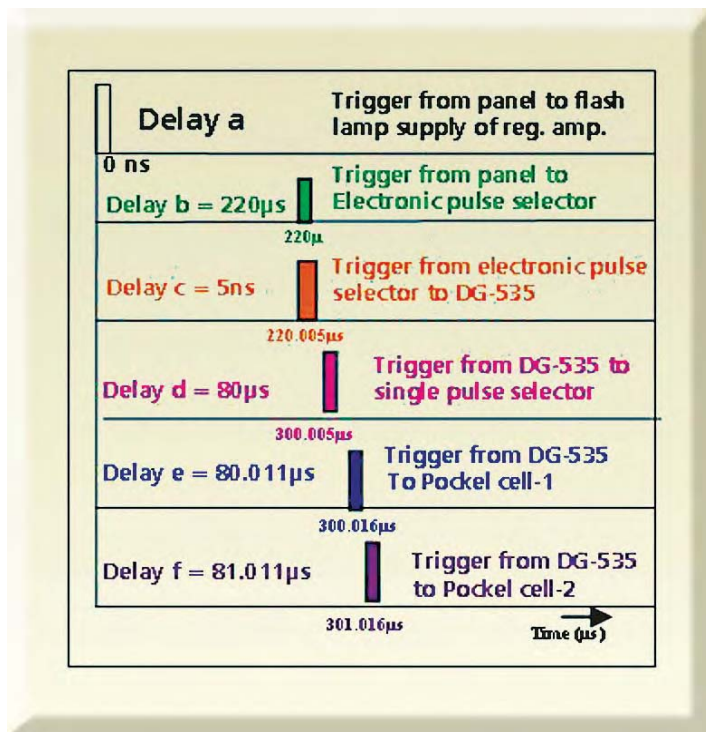 Delay a
Trigger from panel to flash
lamp supply of reg. amp.
0 ns
Delay b = 220µs
Trigger from panel to
Electronic pulse selector
220µ
Delay c = 5ns
Trigger from electronic pulse
selector to DG-535
220.005µs
Delay d = 80µs
Trigger from DG-535 to
single pulse selector
300.005µs
Delay e = 80.011µs
Trigger from DG-535
To Pockel cell-1
300.016µs
Delay f = 81.011µs
Trigger from DG-535
to Pockel cell-2
301.016µs
Time (µs)